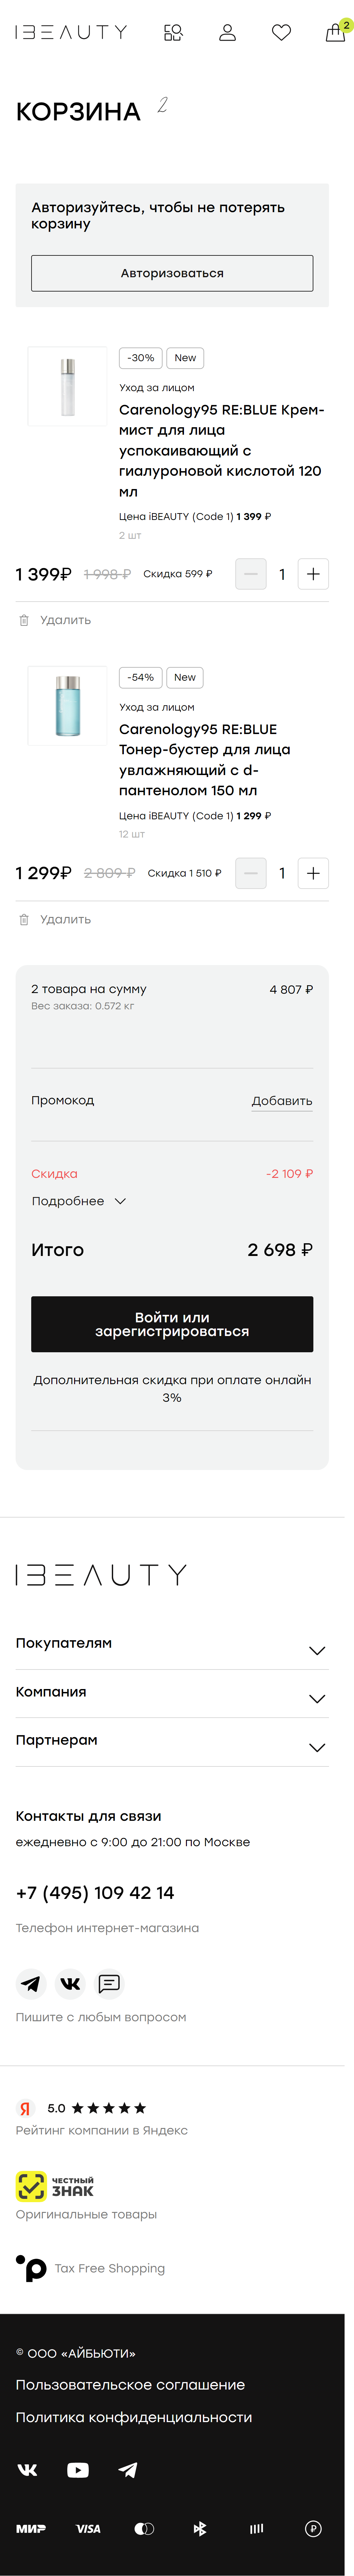 IBEAUTY
2
КОРЗИНА 2
Авторизуйтесь, чтобы не потерять
корзину
Авторизоваться
-30% New
Уход за лицом
Carenology95 RE:BLUE Крем-
мист для лица
успокаивающий с
гиалуроновой кислотой 120
мл
Цена iBEAUTY (Code 1) 1 399 ₽
2 шт
1 399₽ 1 998 ₽ Скидка 599 ₽ 1
Удалить
-54% New
Уход за лицом
Carenology95 RE:BLUE
Тонер-бустер для лица
увлажняющий с d-
пантенолом 150 мл
Цена iBEAUTY (Code 1) 1 299 ₽
12 шт
1 299₽ 2 809 ₽ Скидка 1 510 ₽ 1
Удалить
2 товара на сумму 4 807 ₽
Вес заказа: 0.572 кг
Промокод Добавить
Скидка -2 109 ₽
Подробнее
Итого 2 698 ₽
Войти или
зарегистрироваться
Дополнительная скидка при оплате онлайн
3%
IBEAUTY
Покупателям
Компания
Партнерам
Контакты для связи
ежедневно с 9:00 до 21:00 по Москве
+7 (495) 109 42 14
Телефон интернет-магазина
Пишите с любым вопросом
Я 5.0 ★★★★★
Рейтинг компании в Яндекс
ЧЕСТНЫЙ
ЗНАК
Оригинальные товары
Tax Free Shopping
© ООО «АЙБЬЮТИ»
Пользовательское соглашение
Политика конфиденциальности
МИР VISA